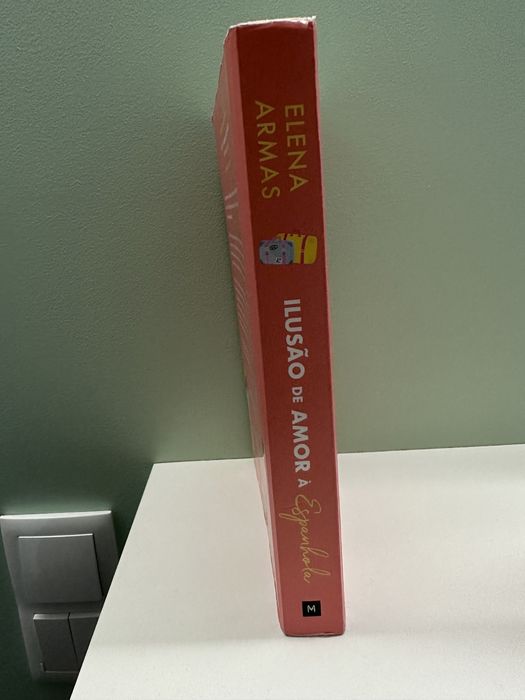 ELENA
ARMAS
ILUSÃO DE AMOR À Espanhola
M